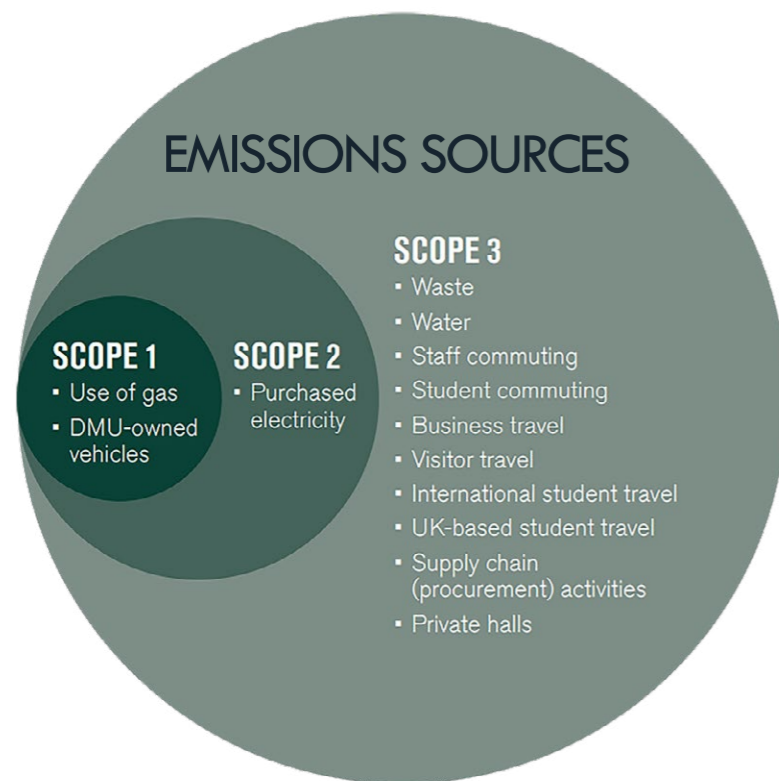 EMISSIONS SOURCES
SCOPE 1
▪ Use of gas
▪ DMU-owned
vehicles
SCOPE 2
▪ Purchased
electricity
SCOPE 3
▪ Waste
▪ Water
▪ Staff commuting
▪ Student commuting
▪ Business travel
▪ Visitor travel
▪ International student travel
▪ UK-based student travel
▪ Supply chain
(procurement) activities
▪ Private halls